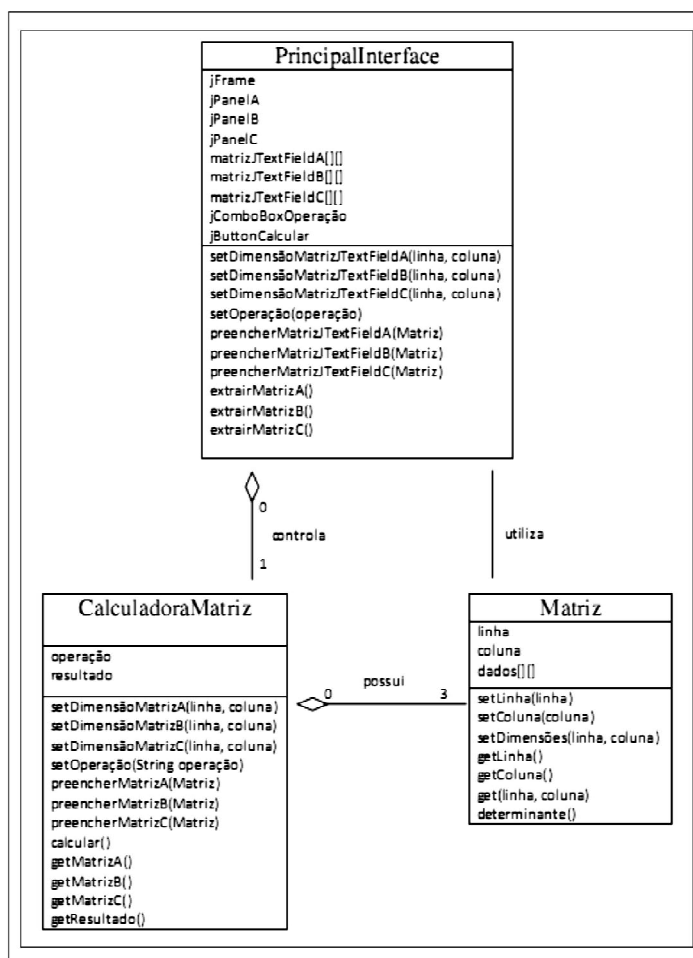 PrincipalInterface
jFrame
jPanelA
jPanelB
jPanelC
matrizJTextFieldA[][]
matrizJTextFieldB[][]
matrizJTextFieldC[][]
jComboBoxOperação
jButtonCalcular
setDimensãoMatrizJTextFieldA(linha, coluna)
setDimensãoMatrizJTextFieldB(linha, coluna)
setDimensãoMatrizJTextFieldC(linha, coluna)
setOperação(operação)
preencherMatrizJTextFieldA(Matriz)
preencherMatrizJTextFieldB(Matriz)
preencherMatrizJTextFieldC(Matriz)
extrairMatrizA()
extrairMatrizB()
extrairMatrizC()
0
controla
1
utiliza
CalculadoraMatriz
operação
resultado
setDimensãoMatrizA(linha, coluna)
setDimensãoMatrizB(linha, coluna)
setDimensãoMatrizC(linha, coluna)
setOperação(String operação)
preencherMatrizA(Matriz)
preencherMatrizB(Matriz)
preencherMatrizC(Matriz)
calcular()
getMatrizA()
getMatrizB()
getMatrizC()
getResultado()
0
possui
3
Matriz
linha
coluna
dados[][]
setLinha(linha)
setColuna(coluna)
setDimensões(linha, coluna)
getLinha()
getColuna()
get(linha, coluna)
determinante()